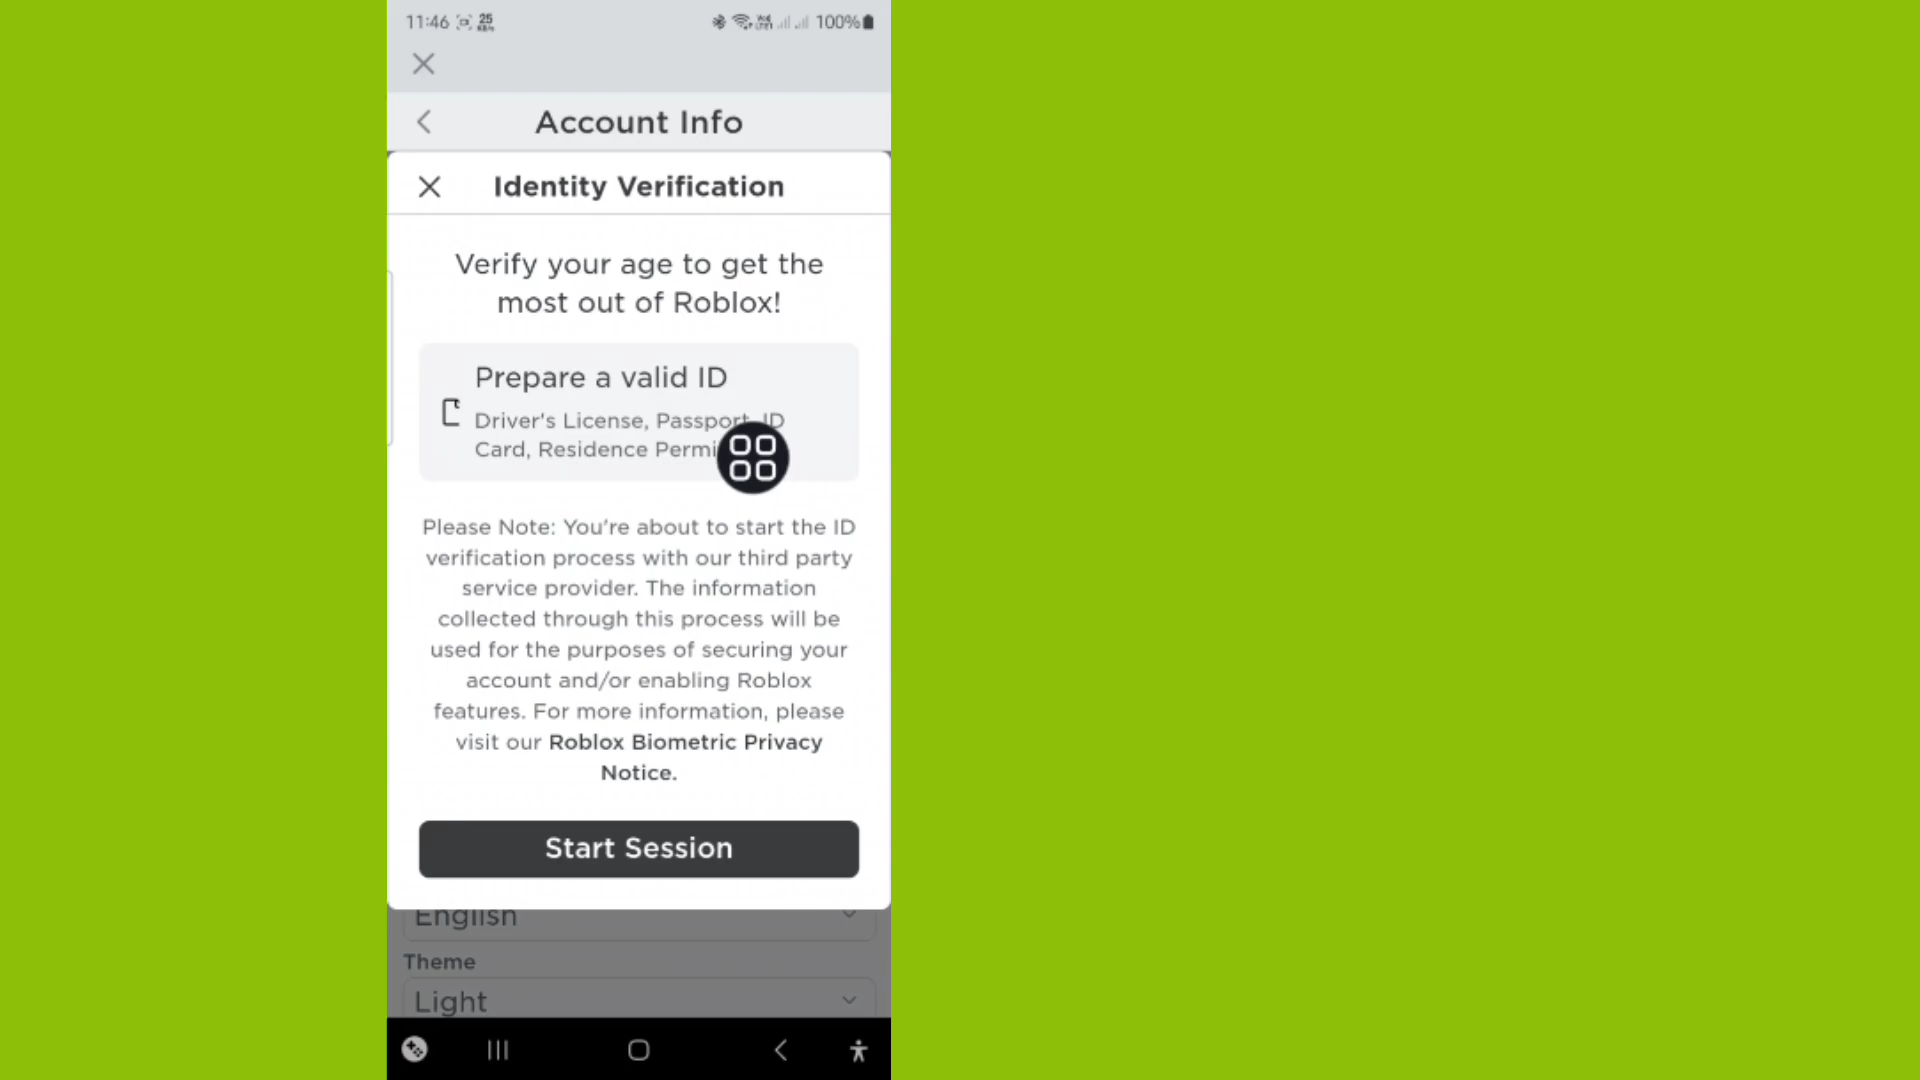 11:46 25 100%
Account Info
Identity Verification
Verify your age to get the
most out of Roblox!
Prepare a valid ID
Driver's License, Passport, ID
Card, Residence
Please Note: You're about to start the ID
verification process with our third party
service provider. The information
collected through this process will be
used for the purposes of securing your
account and/or enabling Roblox
features. For more information, please
visit our Roblox Biometric Privacy
Notice.
Start Session
English
Theme
Light